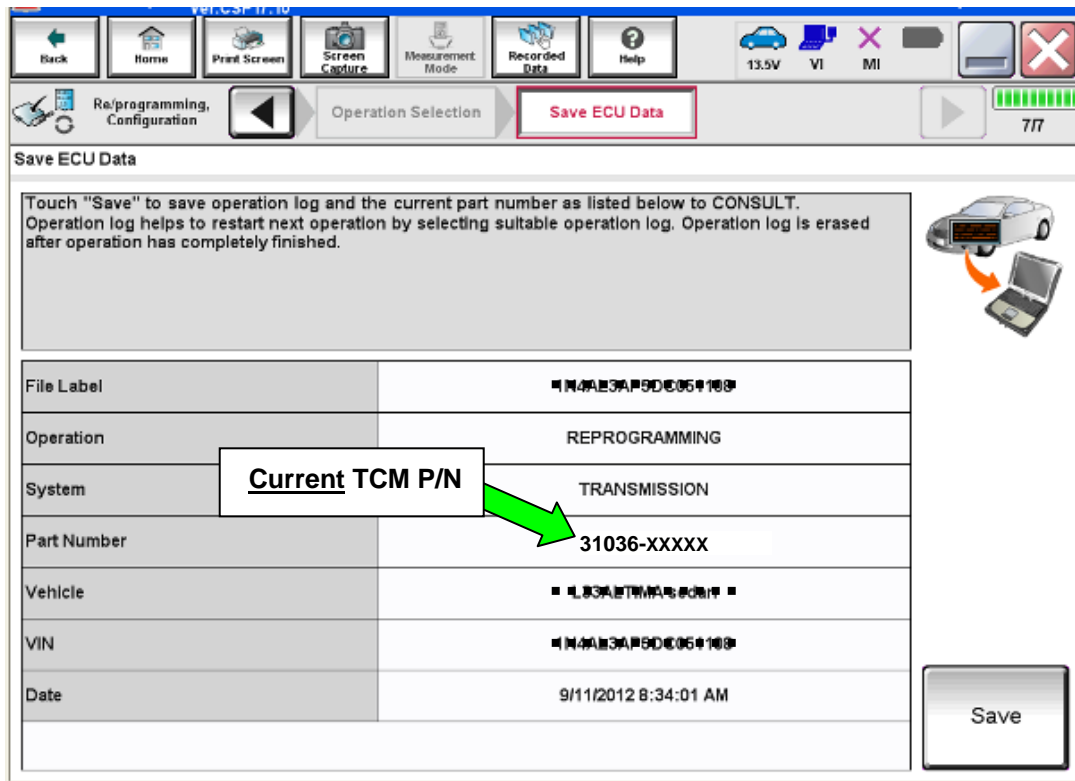 Ver.CSP17.10
Back
Home
Print Screen
Screen Capture
Measurement Mode
Recorded Data
Help
13.5V
VI
MI
Re/programming, Configuration
Operation Selection
Save ECU Data
7/7
Save ECU Data
Touch "Save" to save operation log and the current part number as listed below to CONSULT.
Operation log helps to restart next operation by selecting suitable operation log. Operation log is erased
after operation has completely finished.
File Label
Operation REPROGRAMMING
Current TCM P/N
System TRANSMISSION
Part Number 31036-XXXXX
Vehicle
VIN
Date 9/11/2012 8:34:01 AM
Save